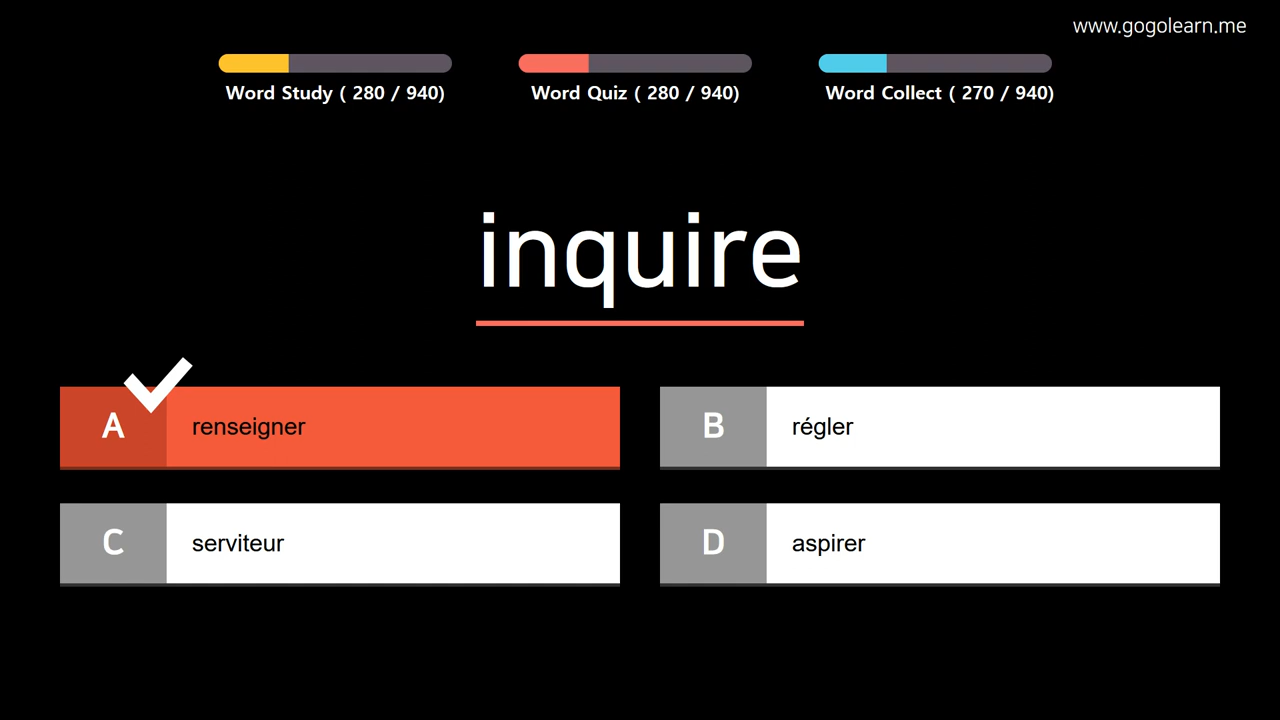 www.gogolearn.me
Word Study ( 280 / 940)
Word Quiz ( 280 / 940)
Word Collect ( 270 / 940)
inquire
A renseigner
B régler
C serviteur
D aspirer